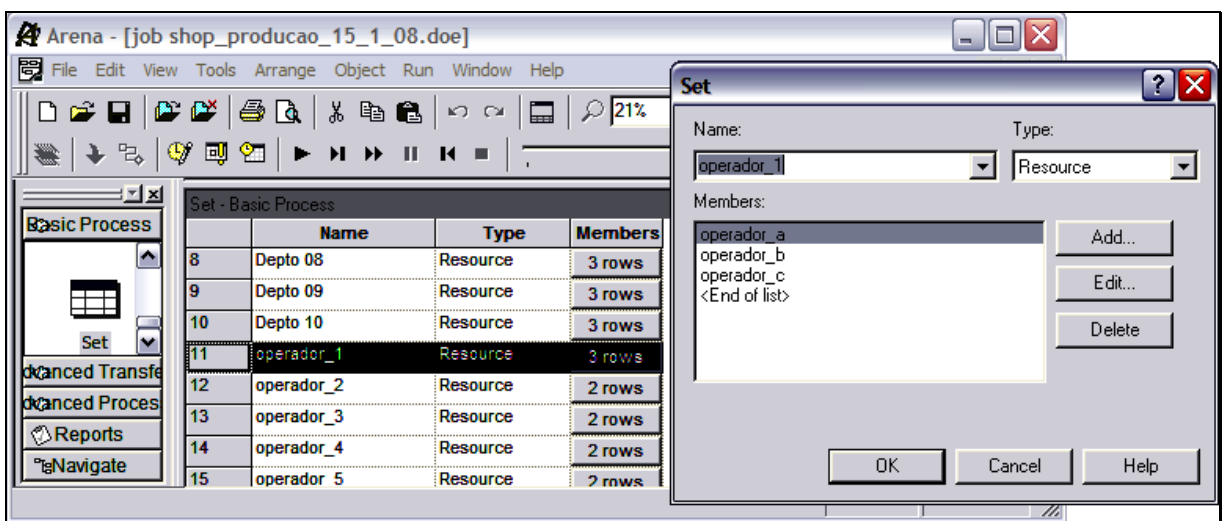 Arena - [job shop_producao_15_1_08.doe]
File Edit View Tools Arrange Object Run Window Help
21%
Basic Process
Set
dvanced Transfe
dvanced Proces
Reports
Navigate
Set - Basic Process
Name Type Members
8 Depto 08 Resource 3 rows
9 Depto 09 Resource 3 rows
10 Depto 10 Resource 3 rows
11 operador_1 Resource 3 rows
12 operador_2 Resource 2 rows
13 operador_3 Resource 2 rows
14 operador_4 Resource 2 rows
15 operador 5 Resource 2 rows
Set
Name: Type:
operador_1 Resource
Members:
operador_a
operador_b
operador_c
<End of list>
Add...
Edit...
Delete
OK Cancel Help